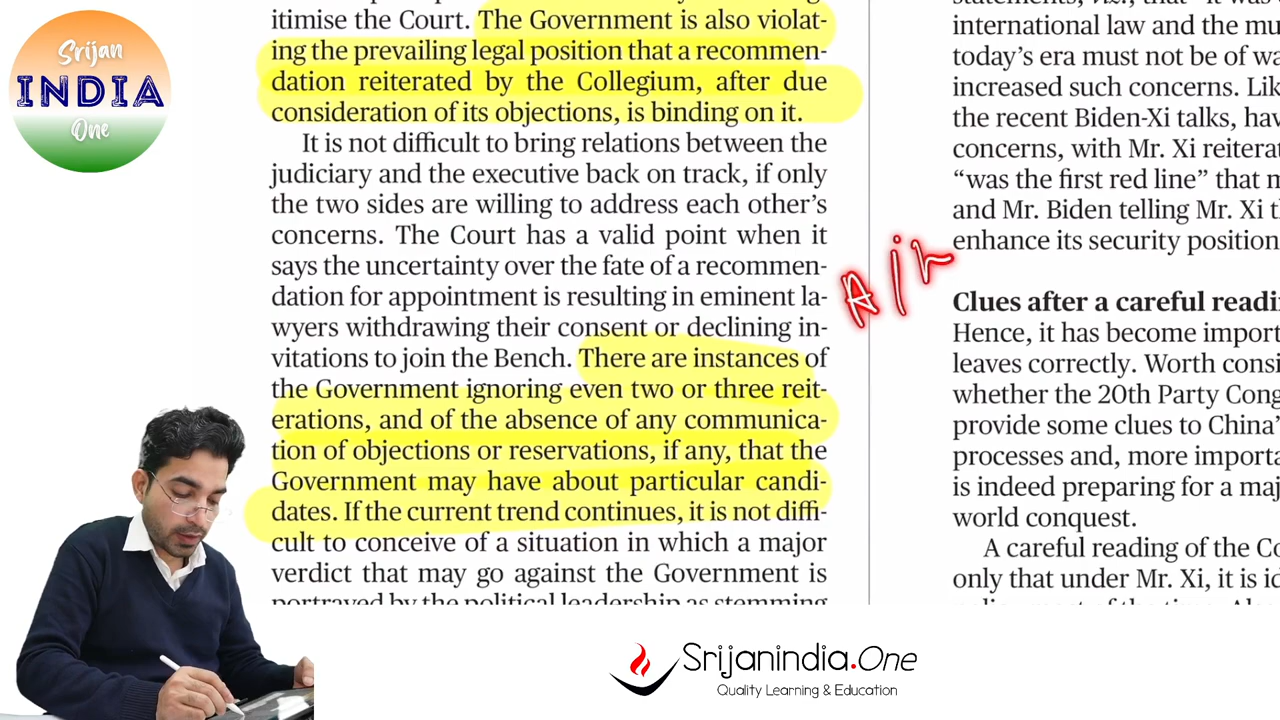 Srijan
INDIA
One
itimise the Court. The Government is also violat-
ing the prevailing legal position that a recommen-
dation reiterated by the Collegium, after due
consideration of its objections, is binding on it.
It is not difficult to bring relations between the
judiciary and the executive back on track, if only
the two sides are willing to address each other's
concerns. The Court has a valid point when it
says the uncertainty over the fate of a recommen-
dation for appointment is resulting in eminent la-
wyers withdrawing their consent or declining in-
vitations to join the Bench. There are instances of
the Government ignoring even two or three reit-
erations, and of the absence of any communica-
tion of objections or reservations, if any, that the
Government may have about particular candi-
dates. If the current trend continues, it is not diffi-
cult to conceive of a situation in which a major
verdict that may go against the Government is
portrayed by the political leadership as stemming
international law and the mu
today's era must not be of wa
increased such concerns. Lik
the recent Biden-Xi talks, hav
concerns, with Mr. Xi reiterat
"was the first red line" that m
and Mr. Biden telling Mr. Xi t
enhance its security position
Clues after a careful readi
Hence, it has become import
leaves correctly. Worth consi
whether the 20th Party Cong
provide some clues to China'
processes and, more importa
is indeed preparing for a maj
world conquest.
A careful reading of the Co
only that under Mr. Xi, it is id
SrijanIndia.One
Quality Learning & Education